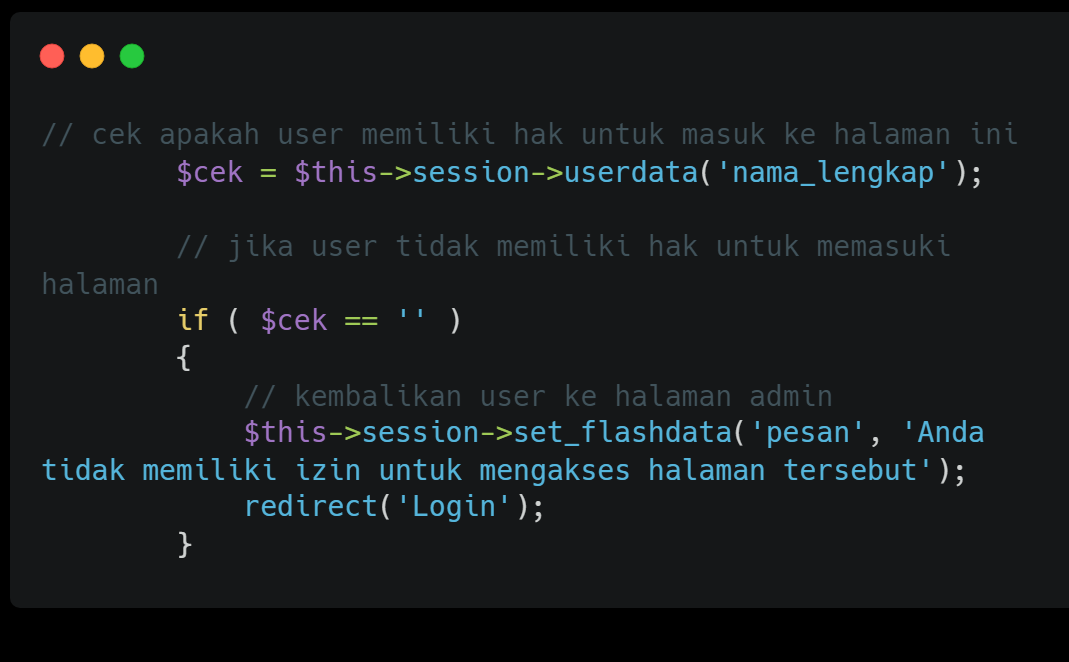 // cek apakah user memiliki hak untuk masuk ke halaman ini
$cek = $this->session->userdata('nama_lengkap');
// jika user tidak memiliki hak untuk memasuki
halaman
if ( $cek == '' )
{
// kembalikan user ke halaman admin
$this->session->set_flashdata('pesan', 'Anda
tidak memiliki izin untuk mengakses halaman tersebut');
redirect('Login');
}